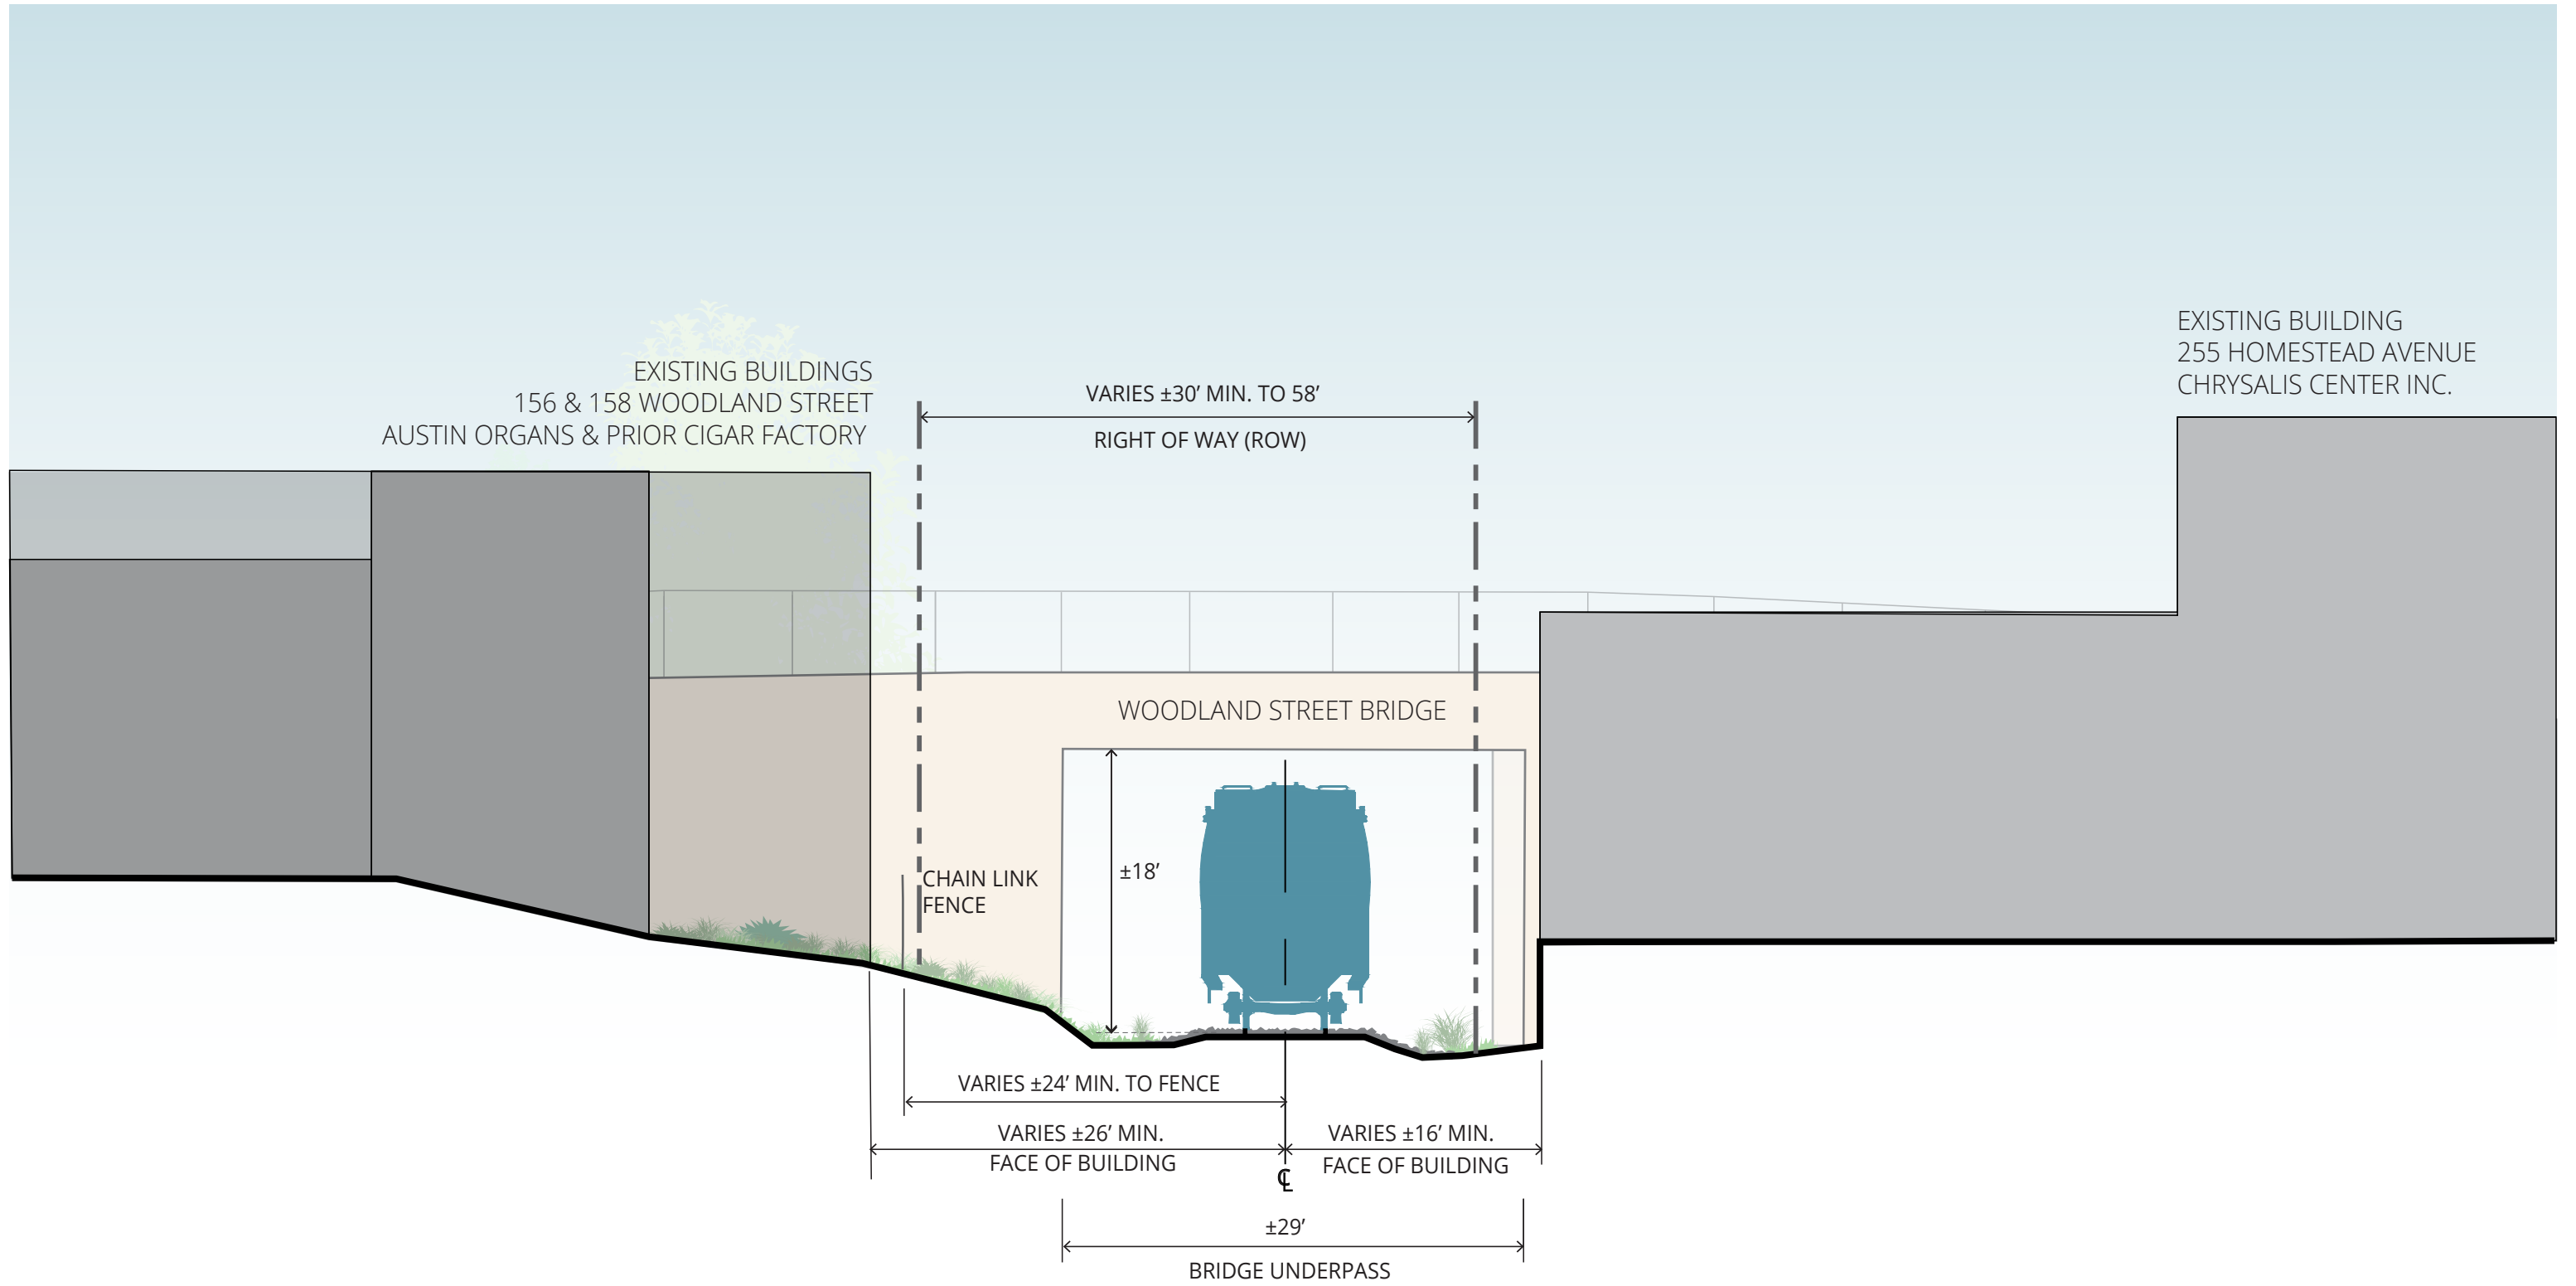 EXISTING BUILDING
255 HOMESTEAD AVENUE
CHRYSALIS CENTER INC.
EXISTING BUILDINGS
156 & 158 WOODLAND STREET
AUSTIN ORGANS & PRIOR CIGAR FACTORY
VARIES ±30’ MIN. TO 58’
RIGHT OF WAY (ROW)
WOODLAND STREET BRIDGE
±18’
CHAIN LINK
FENCE
VARIES ±24’ MIN. TO FENCE
VARIES ±26’ MIN.
FACE OF BUILDING
VARIES ±16’ MIN.
FACE OF BUILDING
℄
±29’
BRIDGE UNDERPASS